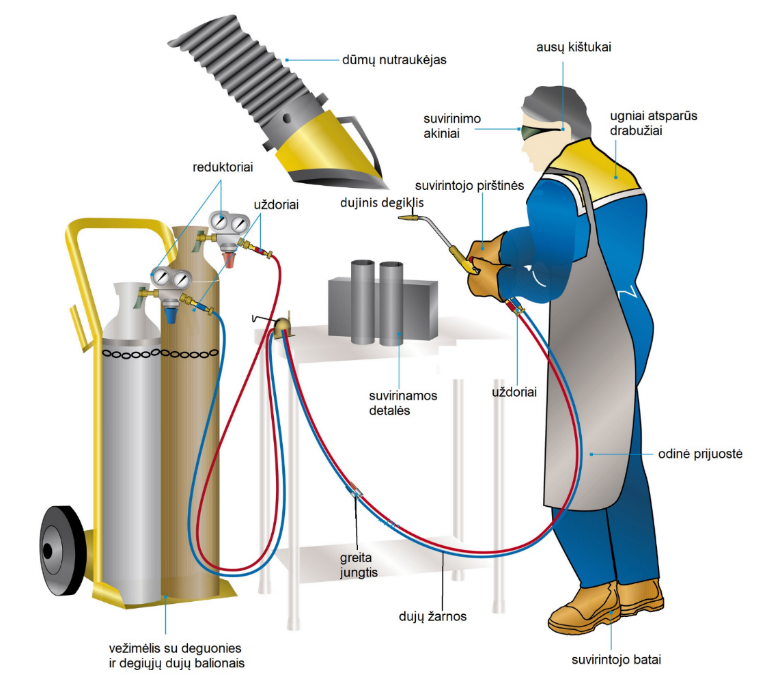 ausų kištukai
dūmų nutraukėjas
suvirinimo
akiniai
ugniai atsparūs
drabužiai
reduktoriai
suvirintojo pirštinės
uždoriai
dujinis degiklis
suvirinamos
detalės
uždoriai
odinė prijuostė
greita
jungtis
dujų žarnos
vežimėlis su deguonies
ir degiųjų dujų balionais
suvirintojo batai